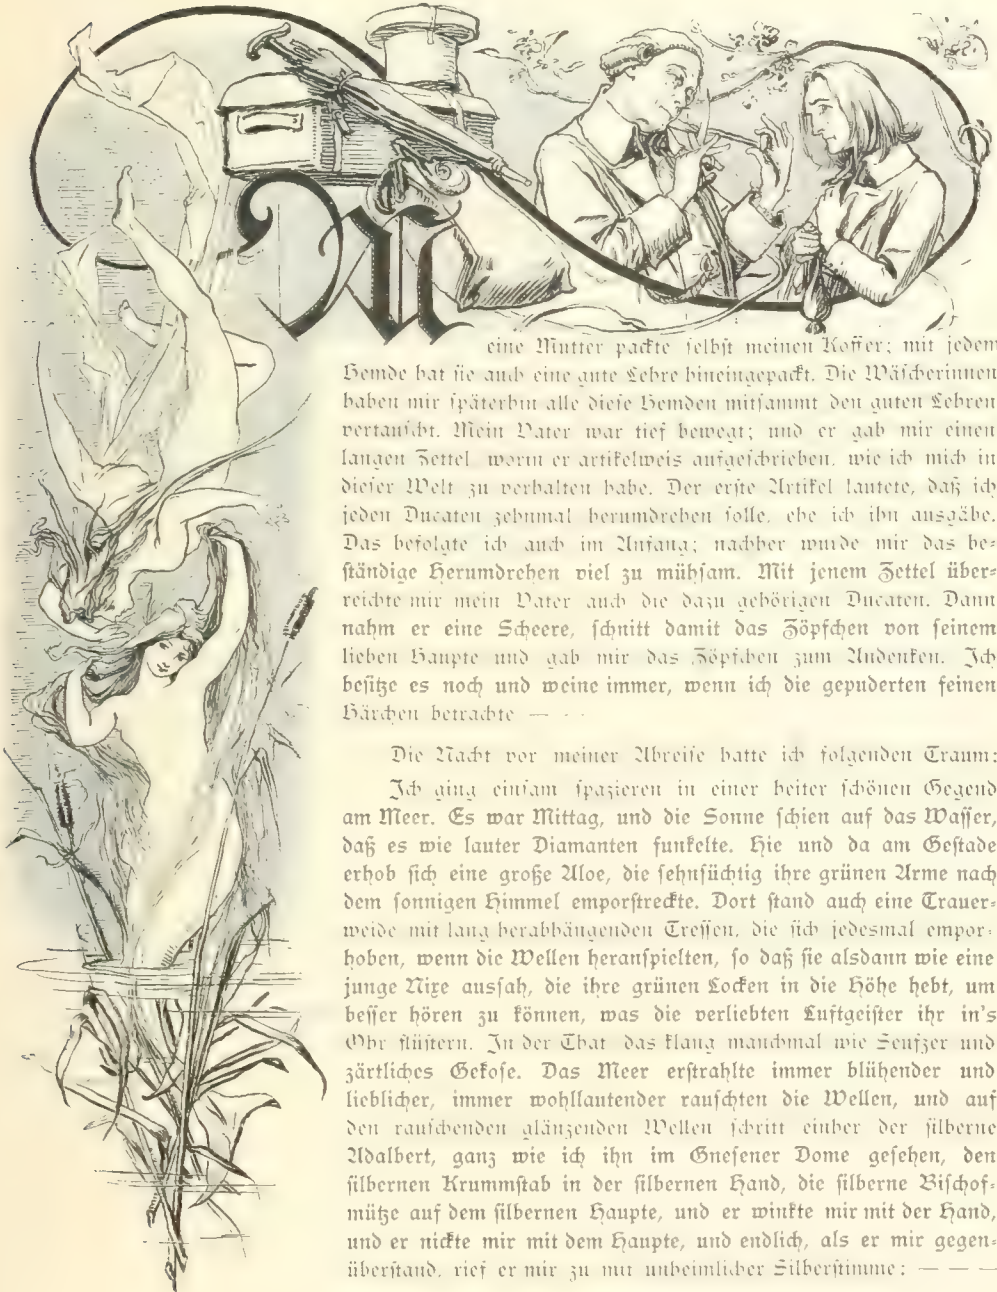 Meine Mutter packte selbst meinen Koffer; mit jedem
Hemde hat sie auch eine gute Lehre hineingepackt. Die Wäscherinnen
haben mir späterhin alle diese Hemden mitsammt den guten Lehren
vertauscht. Mein Vater war tief bewegt; und er gab mir einen
langen Zettel worin er artikelweis aufgeschrieben, wie ich mich in
dieser Welt zu verhalten habe. Der erste Artikel lautete, daß ich
jeden Ducaten zehnmal herumdrehen solle, ehe ich ihn ausgäbe.
Das befolgte ich auch im Anfang; nachher wurde mir das be-
ständige Herumdrehen viel zu mühsam. Mit jenem Zettel über-
reichte mir mein Vater auch die dazu gehörigen Ducaten. Dann
nahm er eine Scheere, schnitt damit das Zöpfchen von seinem
lieben Haupte und gab mir das Zöpfchen zum Andenken. Ich
besitze es noch und weine immer, wenn ich die gepuderten feinen
Härchen betrachte — - -
Die Nacht vor meiner Abreise hatte ich folgenden Traum:
Ich ging einsam spazieren in einer heiter schönen Gegend
am Meer. Es war Mittag, und die Sonne schien auf das Wasser,
daß es wie lauter Diamanten funkelte. Hie und da am Gestade
erhob sich eine große Aloe, die sehnsüchtig ihre grünen Arme nach
dem sonnigen Himmel emporstreckte. Dort stand auch eine Trauer-
weide mit lang herabhängenden Tressen, die sich jedesmal empor-
hoben, wenn die Wellen heranspielten, so daß sie alsdann wie eine
junge Nixe aussah, die ihre grünen Locken in die Höhe hebt, um
besser hören zu können, was die verliebten Luftgeister ihr in's
Ohr flüstern. In der That das klang manchmal wie Seufzer und
zärtliches Gekose. Das Meer erstrahlte immer blühender und
lieblicher, immer wohllautender rauschten die Wellen, und auf
den rauschenden glänzenden Wellen schritt einher der silberne
Adalbert, ganz wie ich ihn im Gnesener Dome gesehen, den
silbernen Krummstab in der silbernen Hand, die silberne Bischof-
mütze auf dem silbernen Haupte, und er winkte mir mit der Hand,
und er nickte mir mit dem Haupte, und endlich, als er mir gegen-
überstand, rief er mir zu mit unheimlicher Silberstimme: — — —